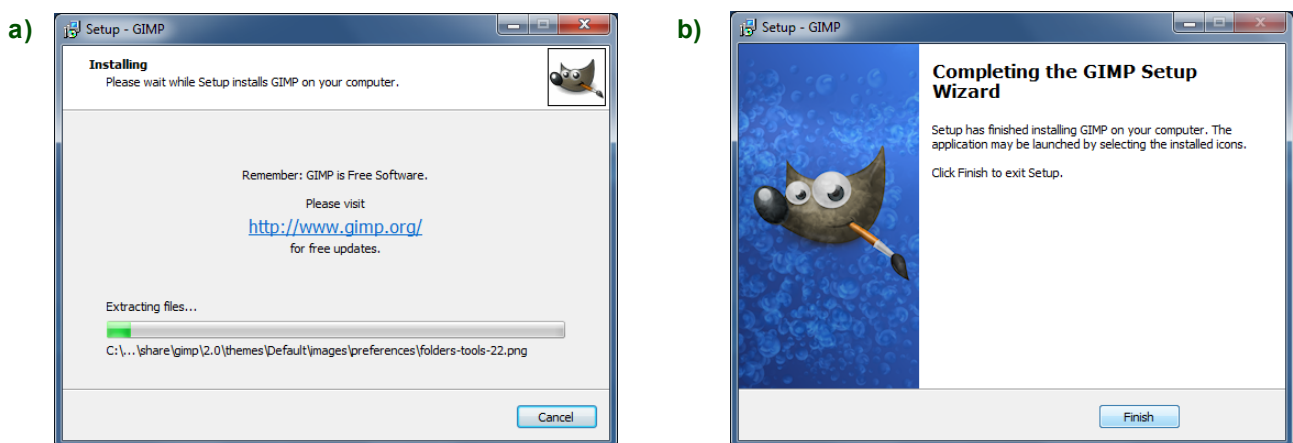 a)
Setup - GIMP
Installing
Please wait while Setup installs GIMP on your computer.
Remember: GIMP is Free Software.
Please visit
http://www.gimp.org/
for free updates.
Extracting files...
C:\...\share\gimp\2.0\themes\Default\images\preferences\folders-tools-22.png
Cancel
b)
Setup - GIMP
Completing the GIMP Setup
Wizard
Setup has finished installing GIMP on your computer. The
application may be launched by selecting the installed icons.
Click Finish to exit Setup.
Finish